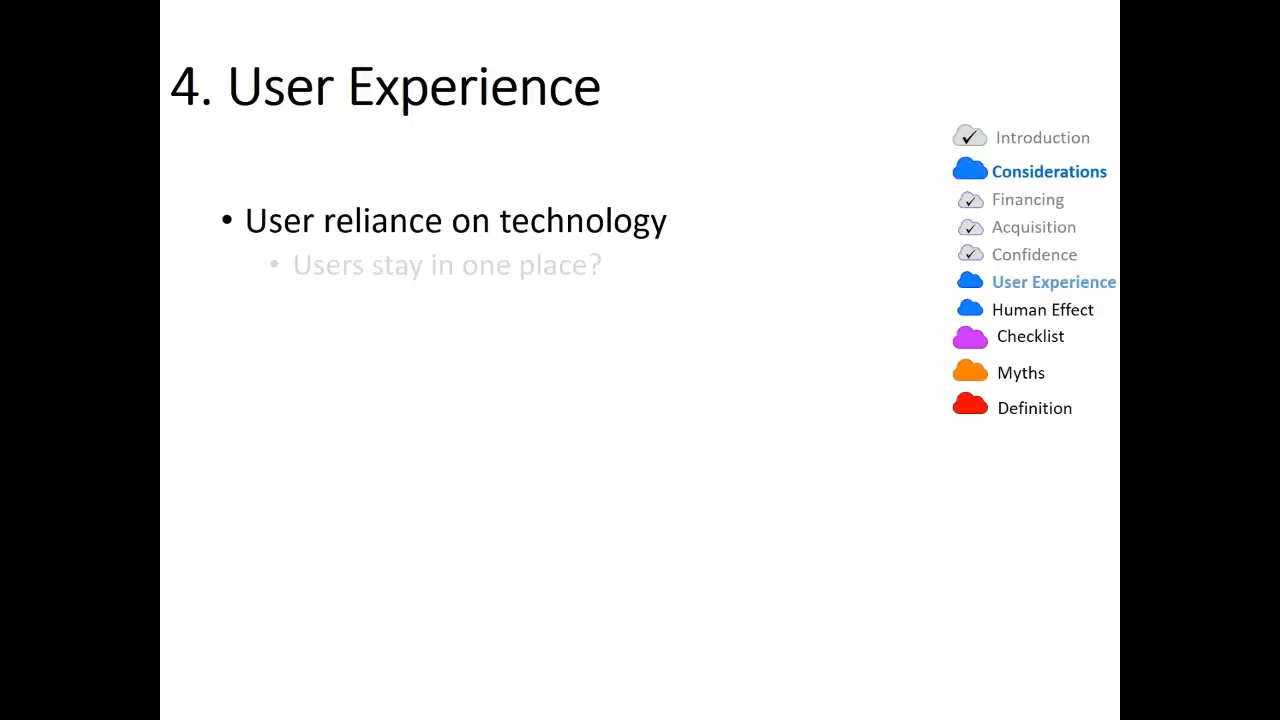 4. User Experience
• User reliance on technology
• Users stay in one place?
Introduction
Considerations
Financing
Acquisition
Confidence
User Experience
Human Effect
Checklist
Myths
Definition